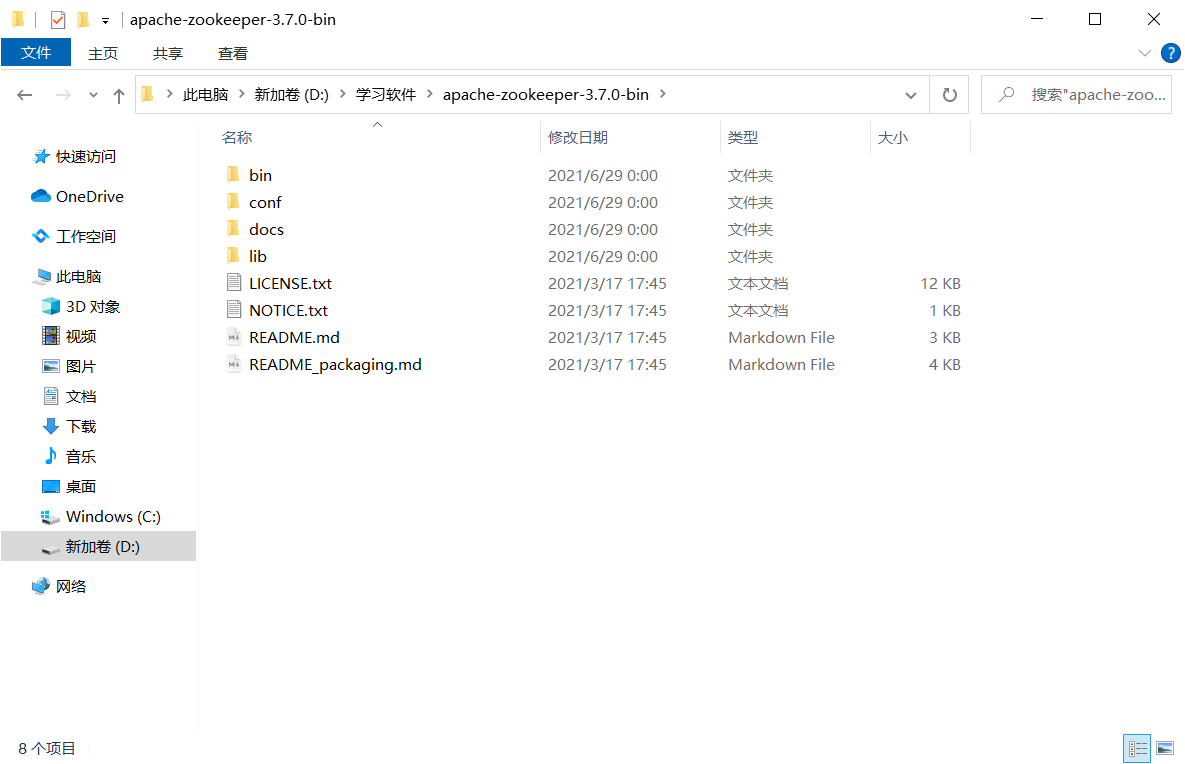 apache-zookeeper-3.7.0-bin
文件 主页 共享 查看 ?
此电脑 新加卷 (D:) 学习软件 apache-zookeeper-3.7.0-bin 搜索"apache-zoo...
名称 修改日期 类型 大小
快速访问
OneDrive
工作空间
此电脑
3D 对象
视频
图片
文档
下载
音乐
桌面
Windows (C:)
新加卷 (D:)
网络
bin 2021/6/29 0:00 文件夹
conf 2021/6/29 0:00 文件夹
docs 2021/6/29 0:00 文件夹
lib 2021/6/29 0:00 文件夹
LICENSE.txt 2021/3/17 17:45 文本文档 12 KB
NOTICE.txt 2021/3/17 17:45 文本文档 1 KB
README.md 2021/3/17 17:45 Markdown File 3 KB
README_packaging.md 2021/3/17 17:45 Markdown File 4 KB
8 个项目